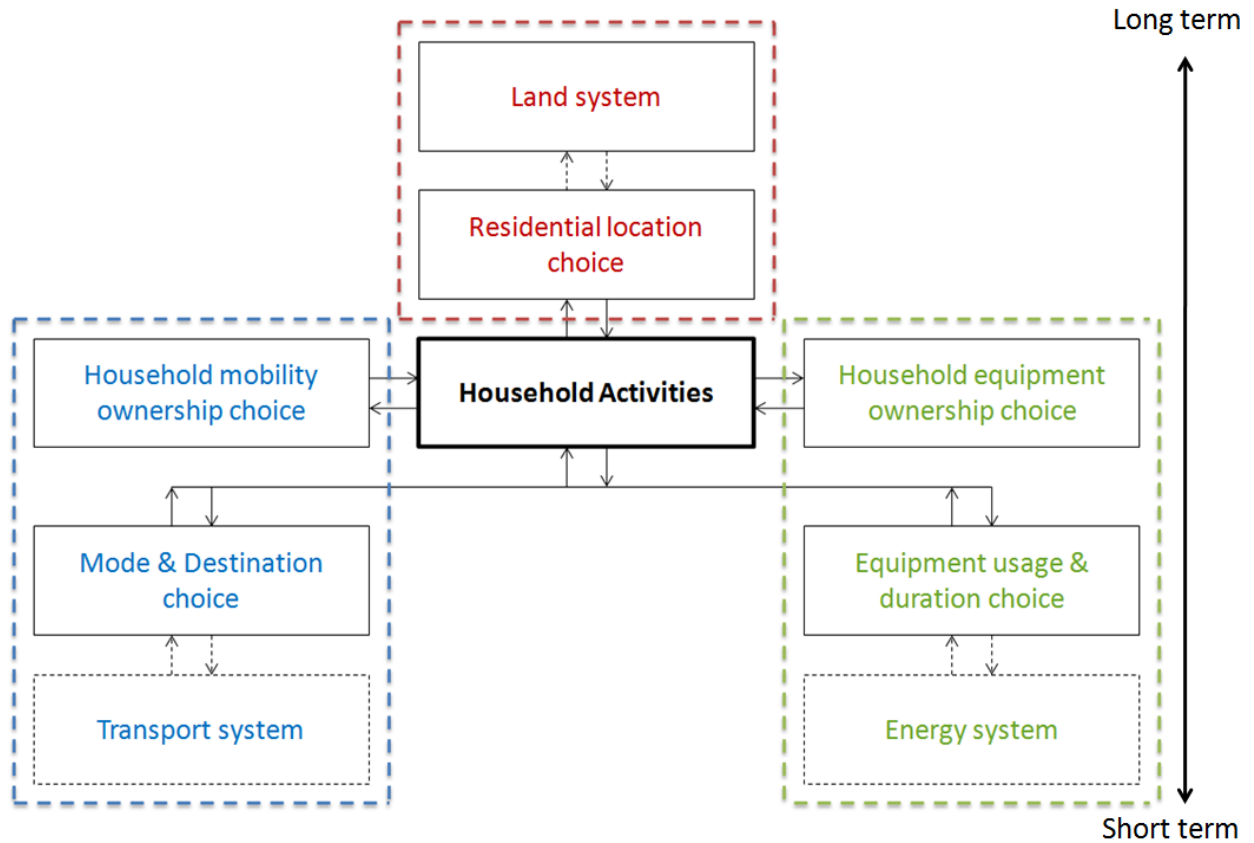 Long term
Land system
Residential location
choice
Household mobility
ownership choice
Household Activities
Household equipment
ownership choice
Mode & Destination
choice
Equipment usage &
duration choice
Transport system
Energy system
Short term